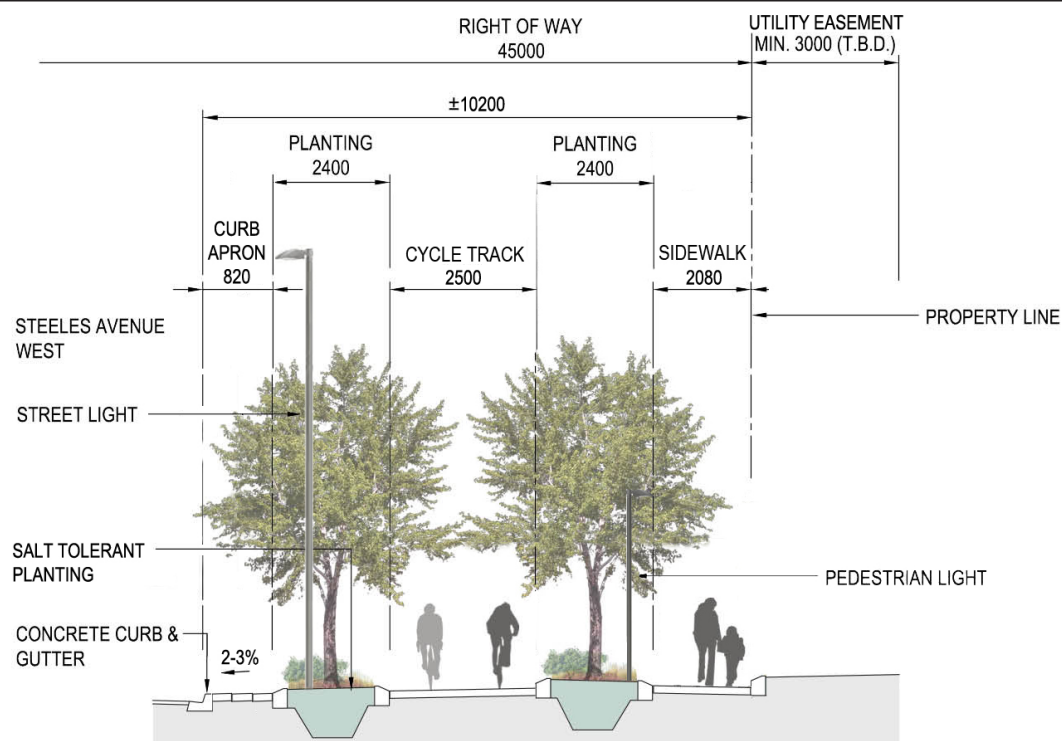 RIGHT OF WAY
45000
UTILITY EASEMENT
MIN. 3000 (T.B.D.)
±10200
PLANTING
2400
PLANTING
2400
CURB
APRON
820
CYCLE TRACK
2500
SIDEWALK
2080
STEELES AVENUE
WEST
PROPERTY LINE
STREET LIGHT
SALT TOLERANT
PLANTING
PEDESTRIAN LIGHT
CONCRETE CURB &
GUTTER
2-3%